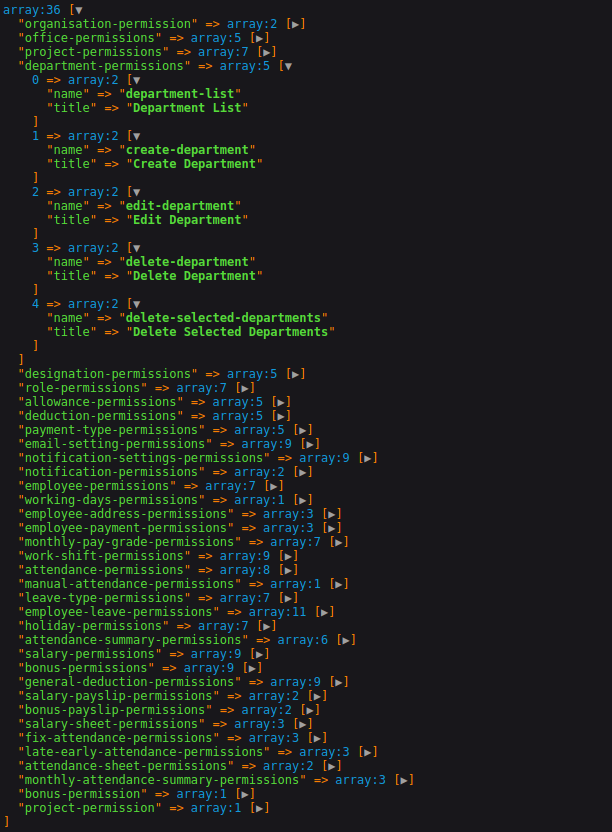 array:36 [▼
  "organisation-permission" => array:2 [▶]
  "office-permissions" => array:5 [▶]
  "project-permissions" => array:7 [▶]
  "department-permissions" => array:5 [▼
    0 => array:2 [▼
      "name" => "department-list"
      "title" => "Department List"
    ]
    1 => array:2 [▼
      "name" => "create-department"
      "title" => "Create Department"
    ]
    2 => array:2 [▼
      "name" => "edit-department"
      "title" => "Edit Department"
    ]
    3 => array:2 [▼
      "name" => "delete-department"
      "title" => "Delete Department"
    ]
    4 => array:2 [▼
      "name" => "delete-selected-departments"
      "title" => "Delete Selected Departments"
    ]
  ]
  "designation-permissions" => array:5 [▶]
  "role-permissions" => array:7 [▶]
  "allowance-permissions" => array:5 [▶]
  "deduction-permissions" => array:5 [▶]
  "payment-type-permissions" => array:5 [▶]
  "email-setting-permissions" => array:9 [▶]
  "notification-settings-permissions" => array:9 [▶]
  "notification-permissions" => array:2 [▶]
  "employee-permissions" => array:7 [▶]
  "working-days-permissions" => array:1 [▶]
  "employee-address-permissions" => array:3 [▶]
  "employee-payment-permissions" => array:3 [▶]
  "monthly-pay-grade-permissions" => array:7 [▶]
  "work-shift-permissions" => array:9 [▶]
  "attendance-permissions" => array:8 [▶]
  "manual-attendance-permissions" => array:1 [▶]
  "leave-type-permissions" => array:7 [▶]
  "employee-leave-permissions" => array:11 [▶]
  "holiday-permissions" => array:7 [▶]
  "attendance-summary-permissions" => array:6 [▶]
  "salary-permissions" => array:9 [▶]
  "bonus-permissions" => array:9 [▶]
  "general-deduction-permissions" => array:9 [▶]
  "salary-payslip-permissions" => array:2 [▶]
  "bonus-payslip-permissions" => array:2 [▶]
  "salary-sheet-permissions" => array:3 [▶]
  "fix-attendance-permissions" => array:3 [▶]
  "late-early-attendance-permissions" => array:3 [▶]
  "attendance-sheet-permissions" => array:2 [▶]
  "monthly-attendance-summary-permissions" => array:3 [▶]
  "bonus-permission" => array:1 [▶]
  "project-permission" => array:1 [▶]
]